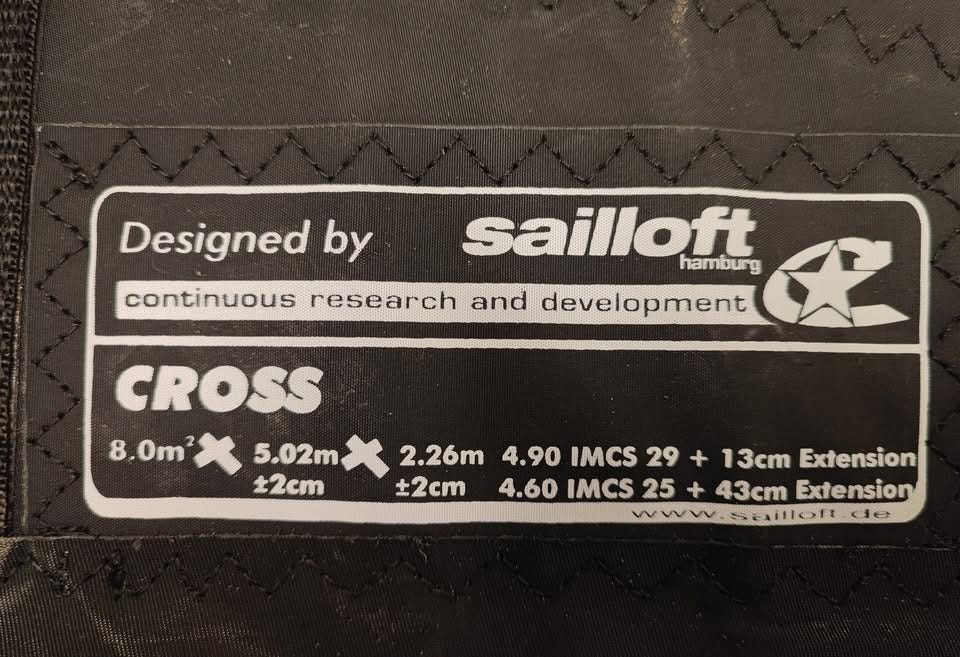 Designed by sailloft
hamburg
continuous research and development
CROSS
8.0m² 5.02m 2.26m 4.90 IMCS 29 + 13cm Extension
±2cm ±2cm 4.60 IMCS 25 + 43cm Extension
www.sailloft.de